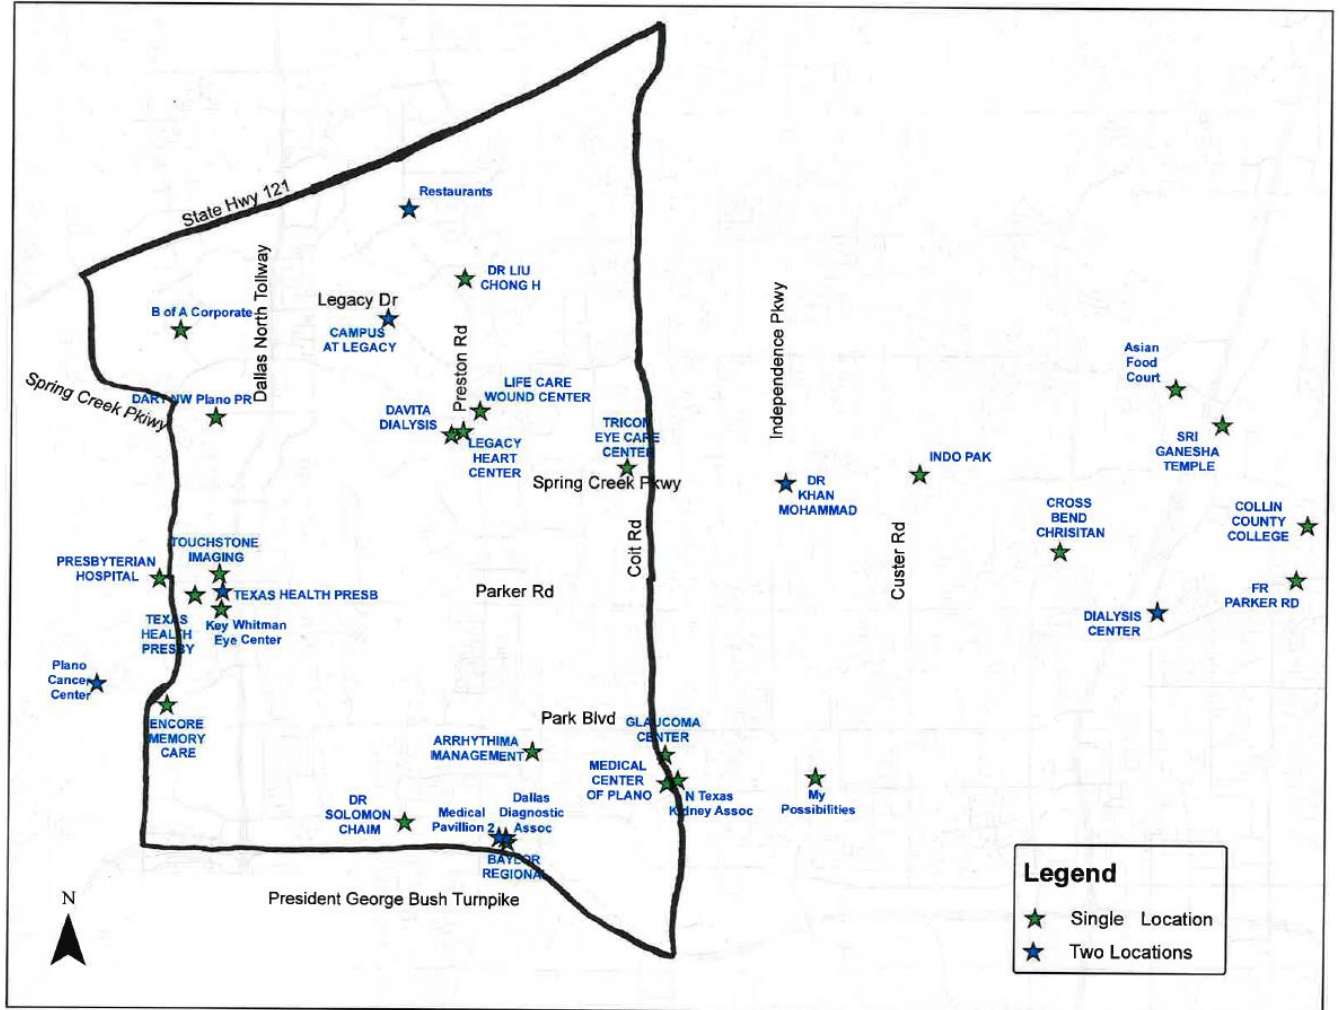 Restaurants
State Hwy 121
DR LIU
CHONG H
B of A Corporate
Dallas North Tollway
Legacy Dr
CAMPUS
AT LEGACY
Preston Rd
Independence Pkwy
Asian
Food
Court
Spring Creek Pkiwy
DART NW Plano PR
LIFE CARE
WOUND CENTER
DAVITA
DIALYSIS
LEGACY
HEART
CENTER
TRICON
EYE CARE
CENTER
Spring Creek Pkwy
DR
KHAN
MOHAMMAD
INDO PAK
SRI
GANESHA
TEMPLE
CROSS
BEND
CHRISITAN
COLLIN
COUNTY
COLLEGE
Coit Rd
Custer Rd
TOUCHSTONE
IMAGING
PRESBYTERIAN
HOSPITAL
TEXAS HEALTH PRESB
Parker Rd
FR
PARKER RD
TEXAS
HEALTH
PRESBY
Key Whitman
Eye Center
DIALYSIS
CENTER
Plano
Cancer
Center
ENCORE
MEMORY
CARE
Park Blvd
GLAUCOMA
CENTER
ARRHYTHIMA
MANAGEMENT
MEDICAL
CENTER
OF PLANO
N Texas
Kidney Assoc
My
Possibilities
DR
SOLOMON
CHAIM
Medical
Pavillion 2
Dallas
Diagnostic
Assoc
BAYLOR
REGIONAL
President George Bush Turnpike
N
Legend
Single Location
Two Locations